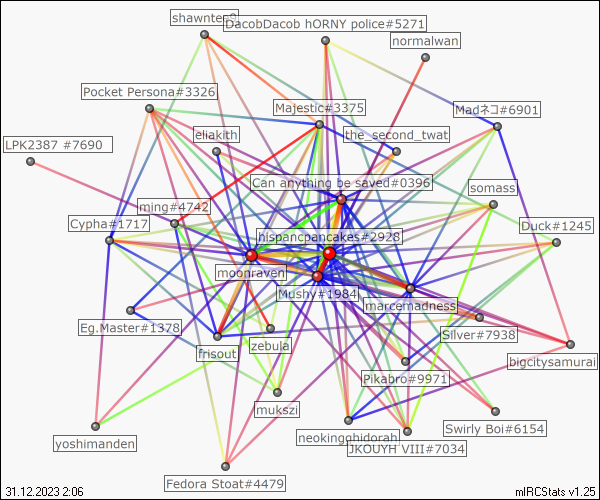 shawnten9
DacobDacob hORNY police#5271
normalwan
Pocket Persona#3326
Majestic#3375
Madネコ#6901
LPK2387 #7690
eliakith
the_second_twat
Can anything be saved#0396
somass
ming#4742
Cypha#1717
Duck#1245
hispancpancakes#2928
moonraven
Mushy#1984
marcemadness
Eg.Master#1378
Silver#7938
frisout
zebula
bigcitysamurai
Pikabro#9971
mukszi
Swirly Boi#6154
yoshimanden
neokingghidorah
JKOUYH VIII#7034
Fedora Stoat#4479
31.12.2023 2:06
mIRCStats v1.25